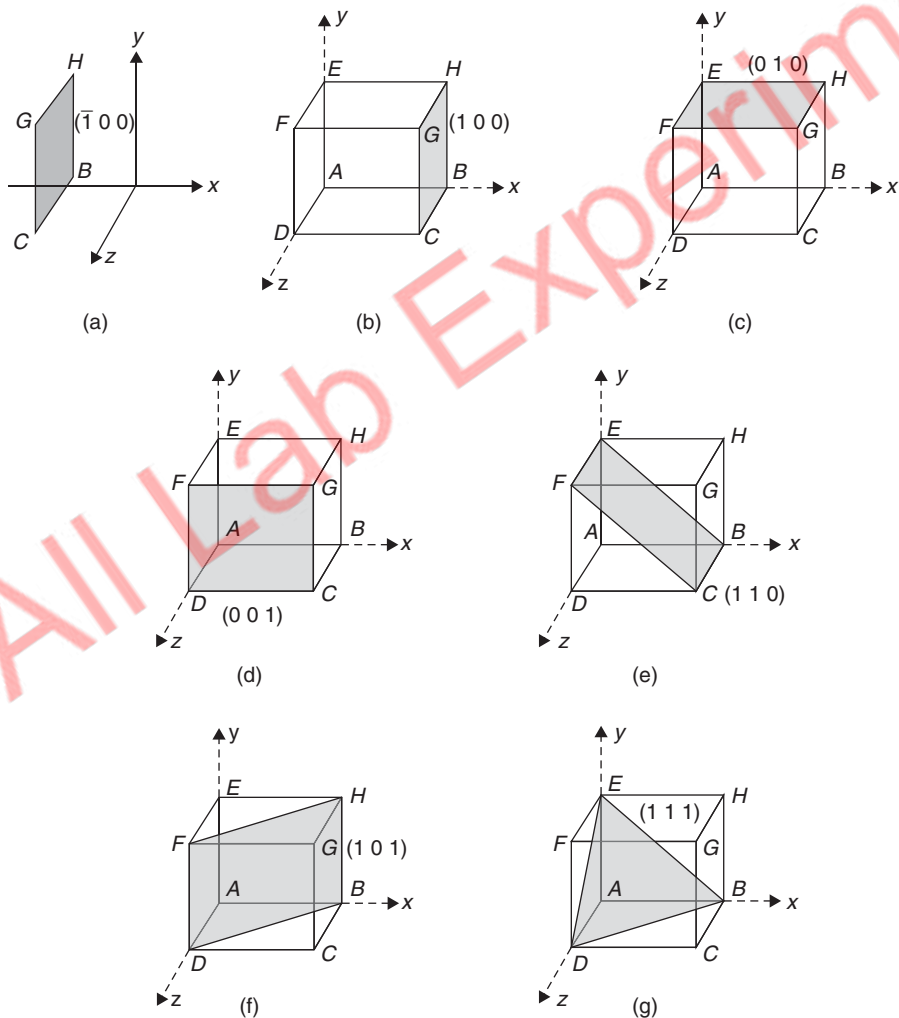 y
H
G
(1̅ 0 0)
B
x
C
z
(a)
y
E
H
F
G
(1 0 0)
A
B
x
D
C
z
(b)
y
E
(0 1 0)
H
F
G
A
B
x
D
C
z
(c)
y
E
H
F
G
A
B
x
D
C
(0 0 1)
z
(d)
y
E
H
F
G
A
B
x
D
C (1 1 0)
z
(e)
y
E
H
F
G
(1 0 1)
A
B
x
D
C
z
(f)
y
E
(1 1 1)
H
F
G
A
B
x
D
C
z
(g)
All Lab Experim